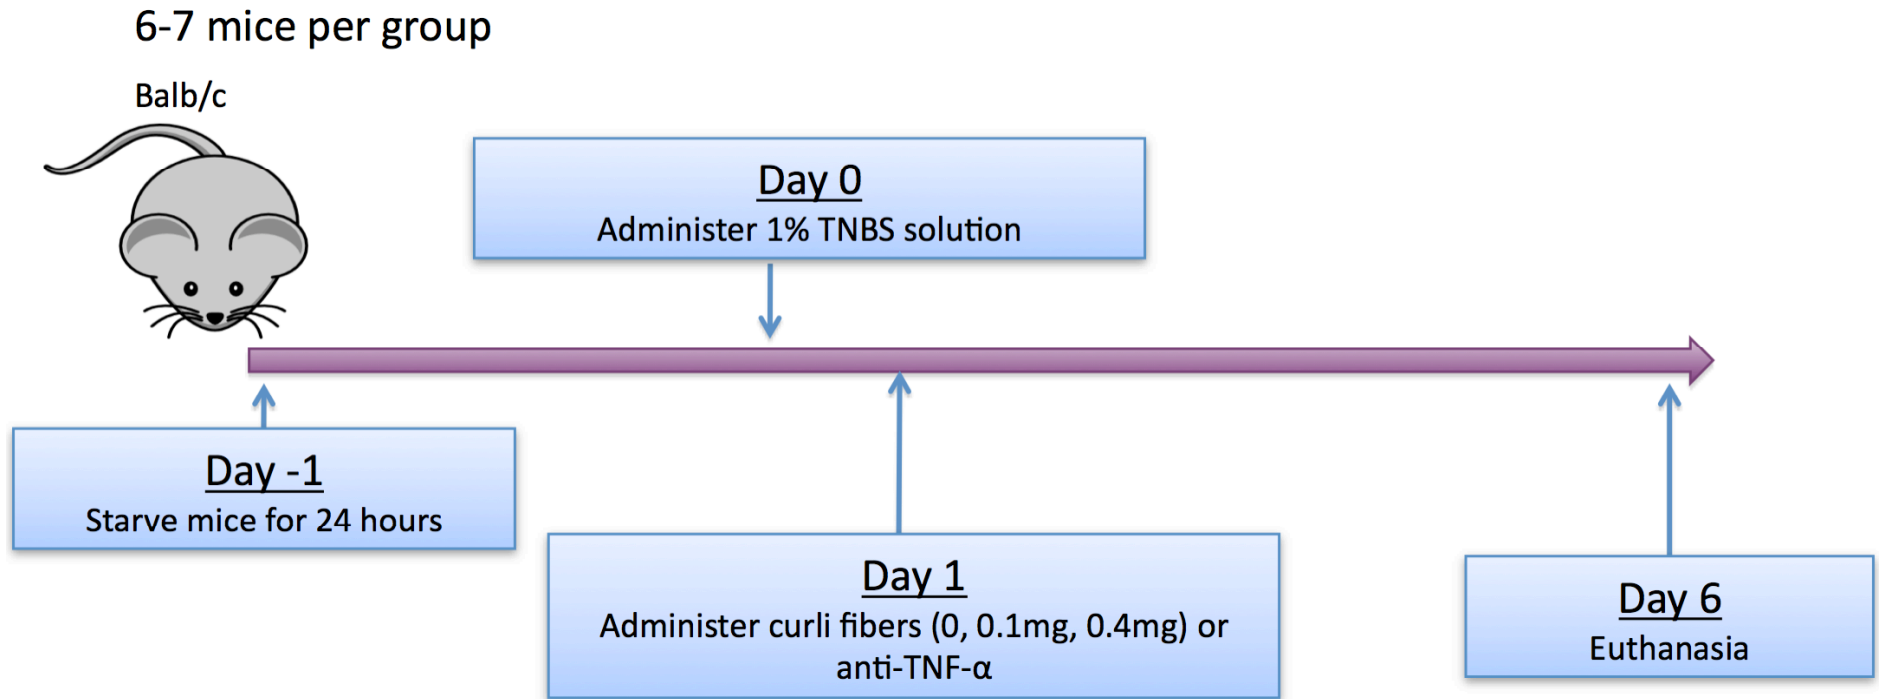 6-7 mice per group
Balb/c
Day 0
Administer 1% TNBS solution
Day -1
Starve mice for 24 hours
Day 1
Administer curli fibers (0, 0.1mg, 0.4mg) or
anti-TNF-α
Day 6
Euthanasia